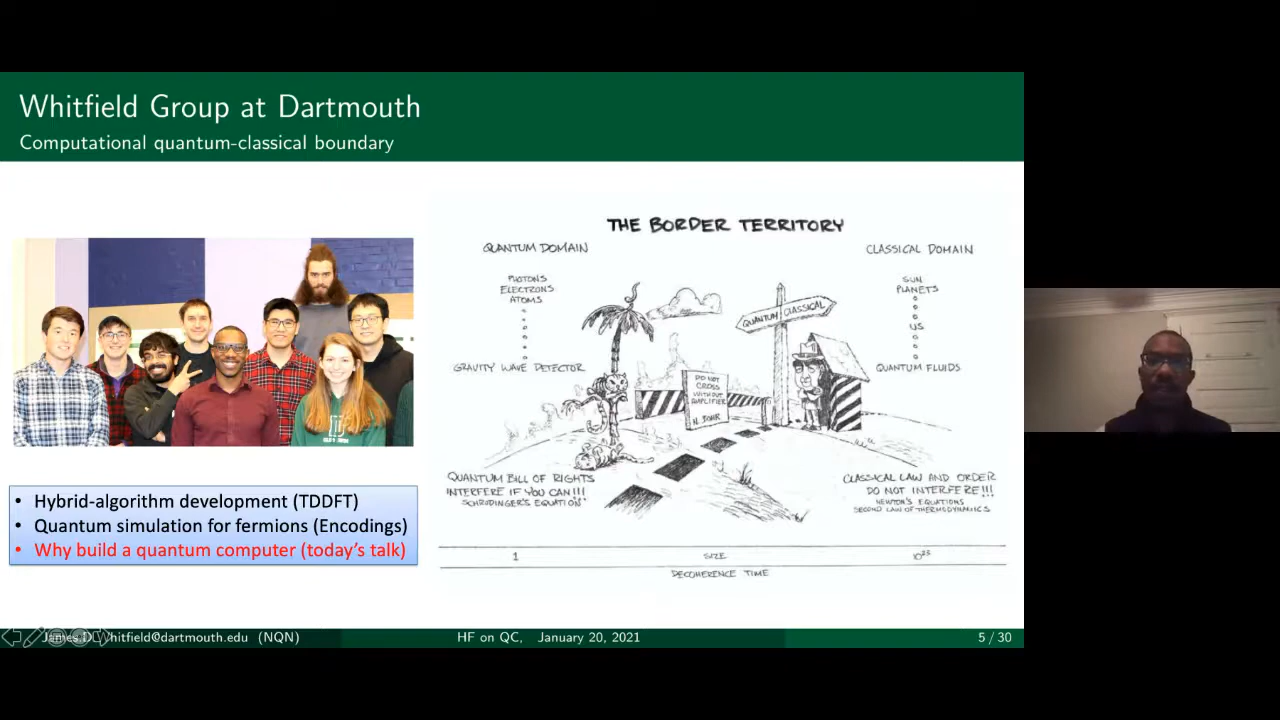 Whitfield Group at Dartmouth
Computational quantum-classical boundary
• Hybrid-algorithm development (TDDFT)
• Quantum simulation for fermions (Encodings)
• Why build a quantum computer (today's talk)
THE BORDER TERRITORY
QUANTUM DOMAIN
PHOTONS
ELECTRONS
ATOMS
GRAVITY WAVE DETECTOR
CLASSICAL DOMAIN
SUN
PLANETS
US
QUANTUM FLUIDS
QUANTUM CLASSICAL
DO NOT
CROSS
WITHOUT
AMPLIFIER
N. BOHR
QUANTUM BILL OF RIGHTS
INTERFERE IF YOU CAN!!!
SCHRODINGER'S EQUATION
CLASSICAL LAW AND ORDER
DO NOT INTERFERE!!!
NEWTON'S EQUATIONS
SECOND LAW OF THERMODYNAMICS
1 SIZE 10²³
DECOHERENCE TIME
James.D.Whitfield@dartmouth.edu (NQN) HF on QC, January 20, 2021 5 / 30